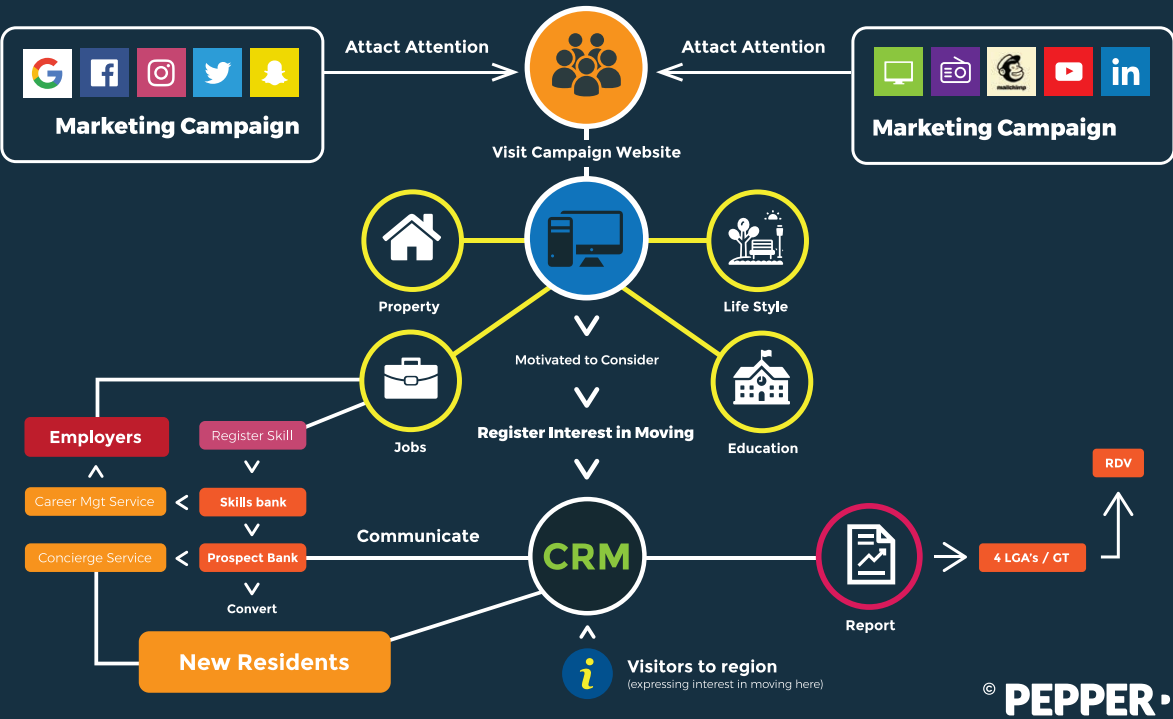 Attact Attention
Attact Attention
G
f
in
mailchimp
Marketing Campaign
Marketing Campaign
Visit Campaign Website
Property
Life Style
Motivated to Consider
Register Interest in Moving
Jobs
Education
Employers
Register Skill
RDV
Career Mgt Service
Skills bank
Communicate
CRM
Concierge Service
Prospect Bank
4 LGA's / GT
Convert
Report
New Residents
i
Visitors to region
(expressing interest in moving here)
© PEPPER